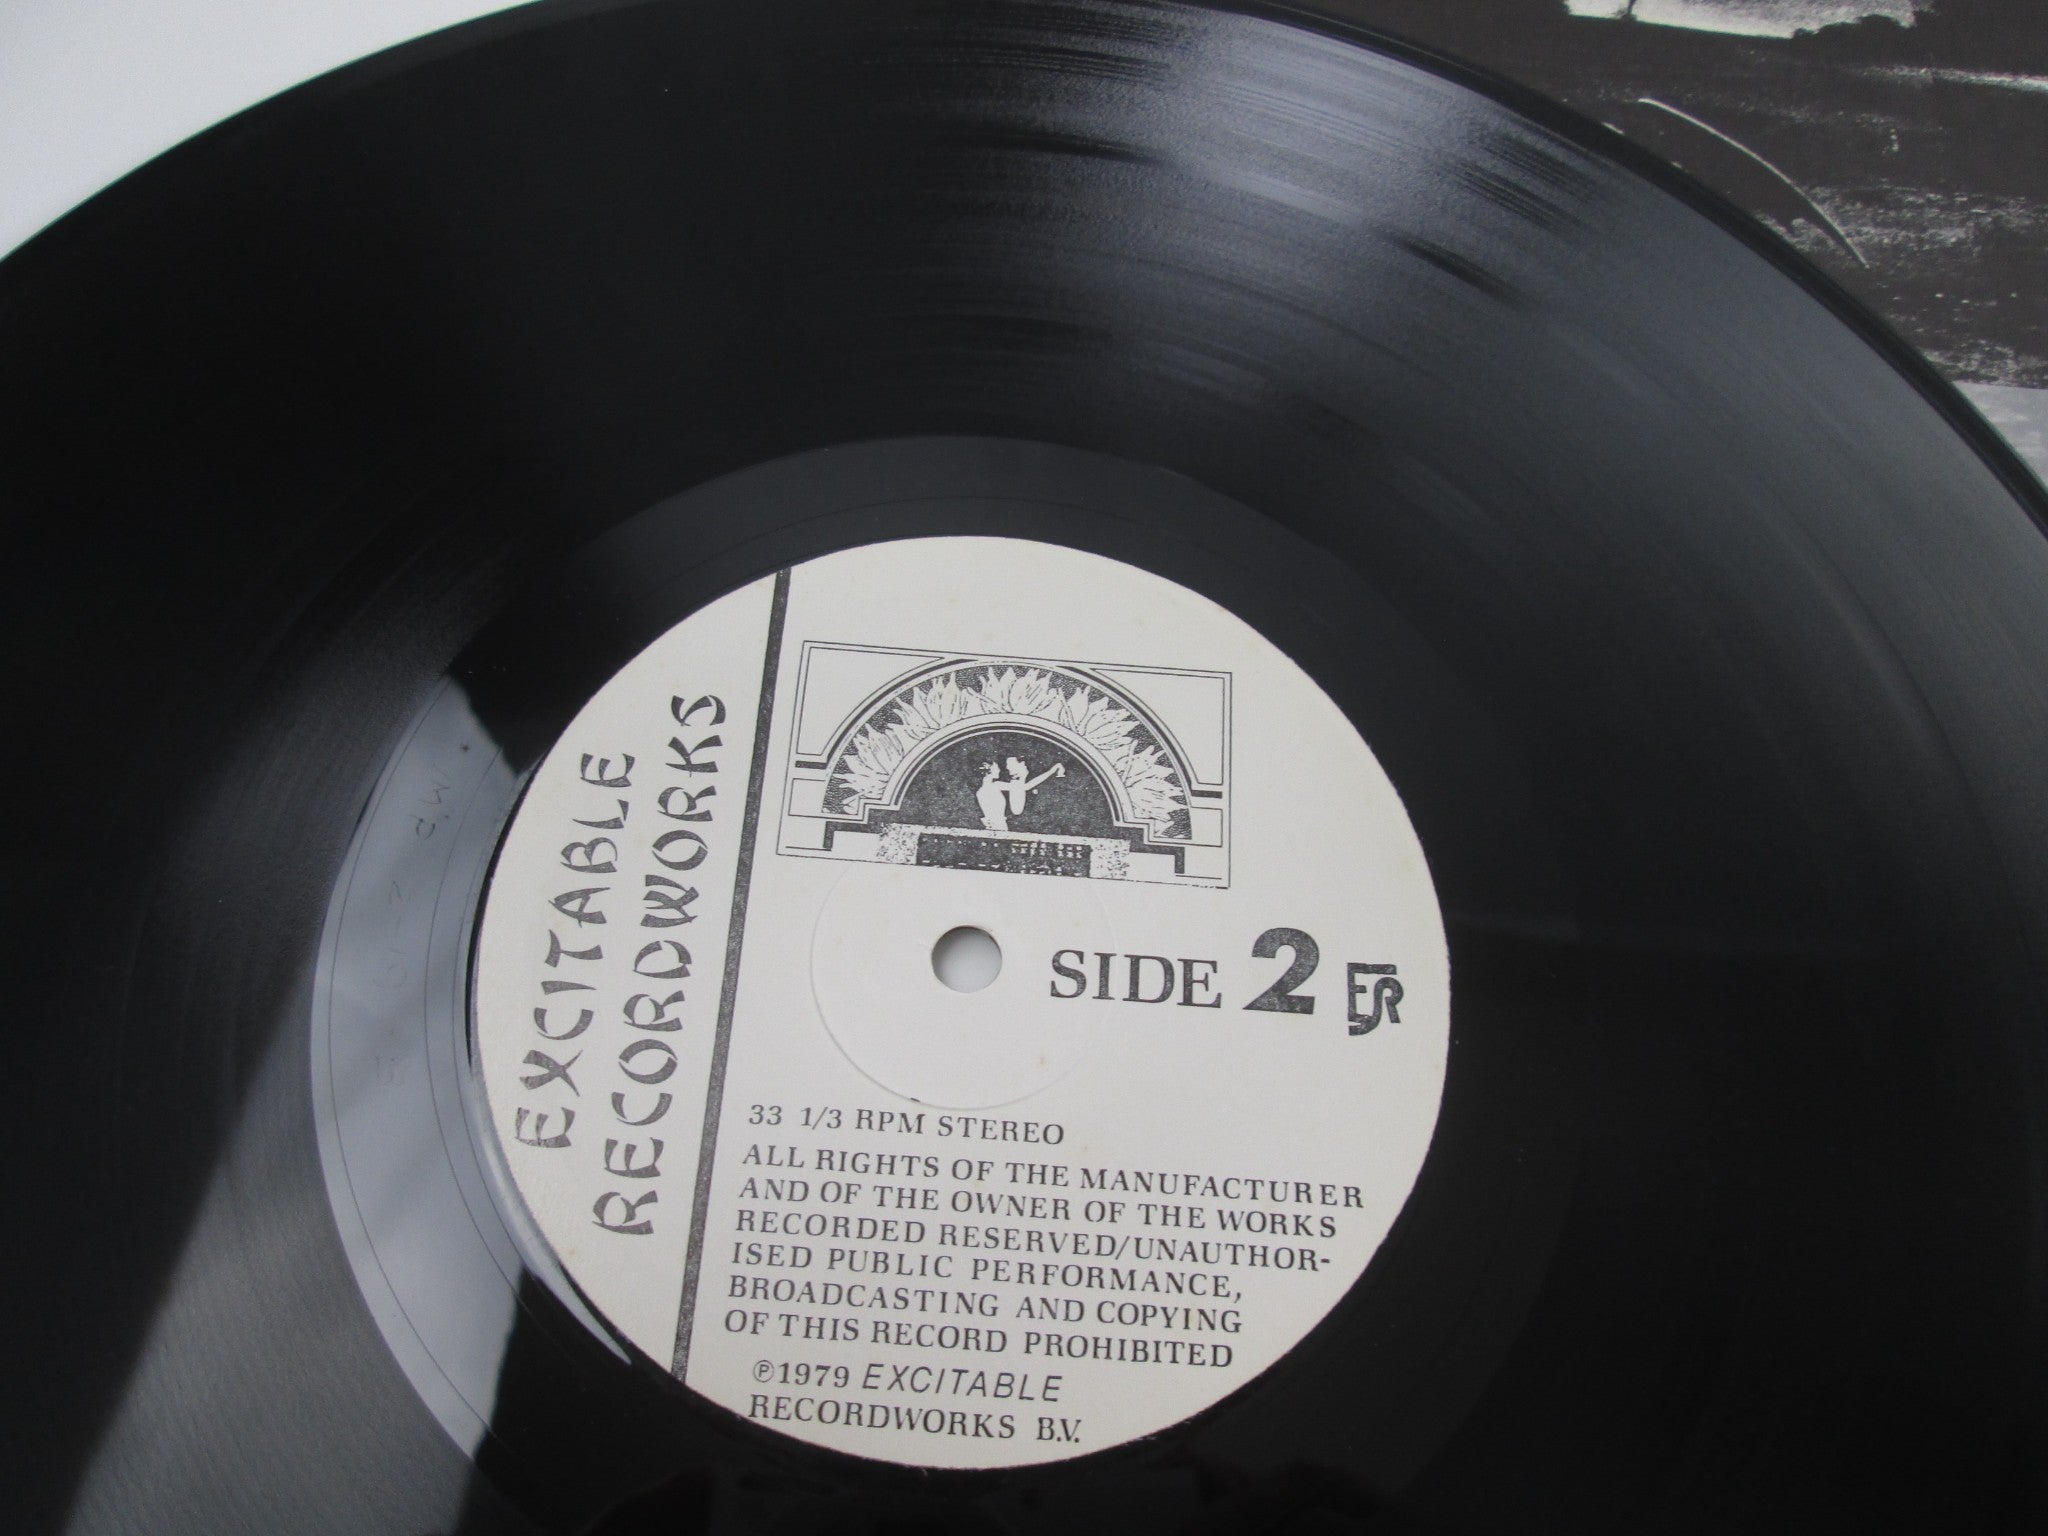 EXCITABLE
RECORDWORKS
SIDE 2 ER
33 1/3 RPM STEREO
ALL RIGHTS OF THE MANUFACTURER
AND OF THE OWNER OF THE WORKS
RECORDED RESERVED/UNAUTHOR-
ISED PUBLIC PERFORMANCE,
BROADCASTING AND COPYING
OF THIS RECORD PROHIBITED
℗1979 EXCITABLE
RECORDWORKS B.V.